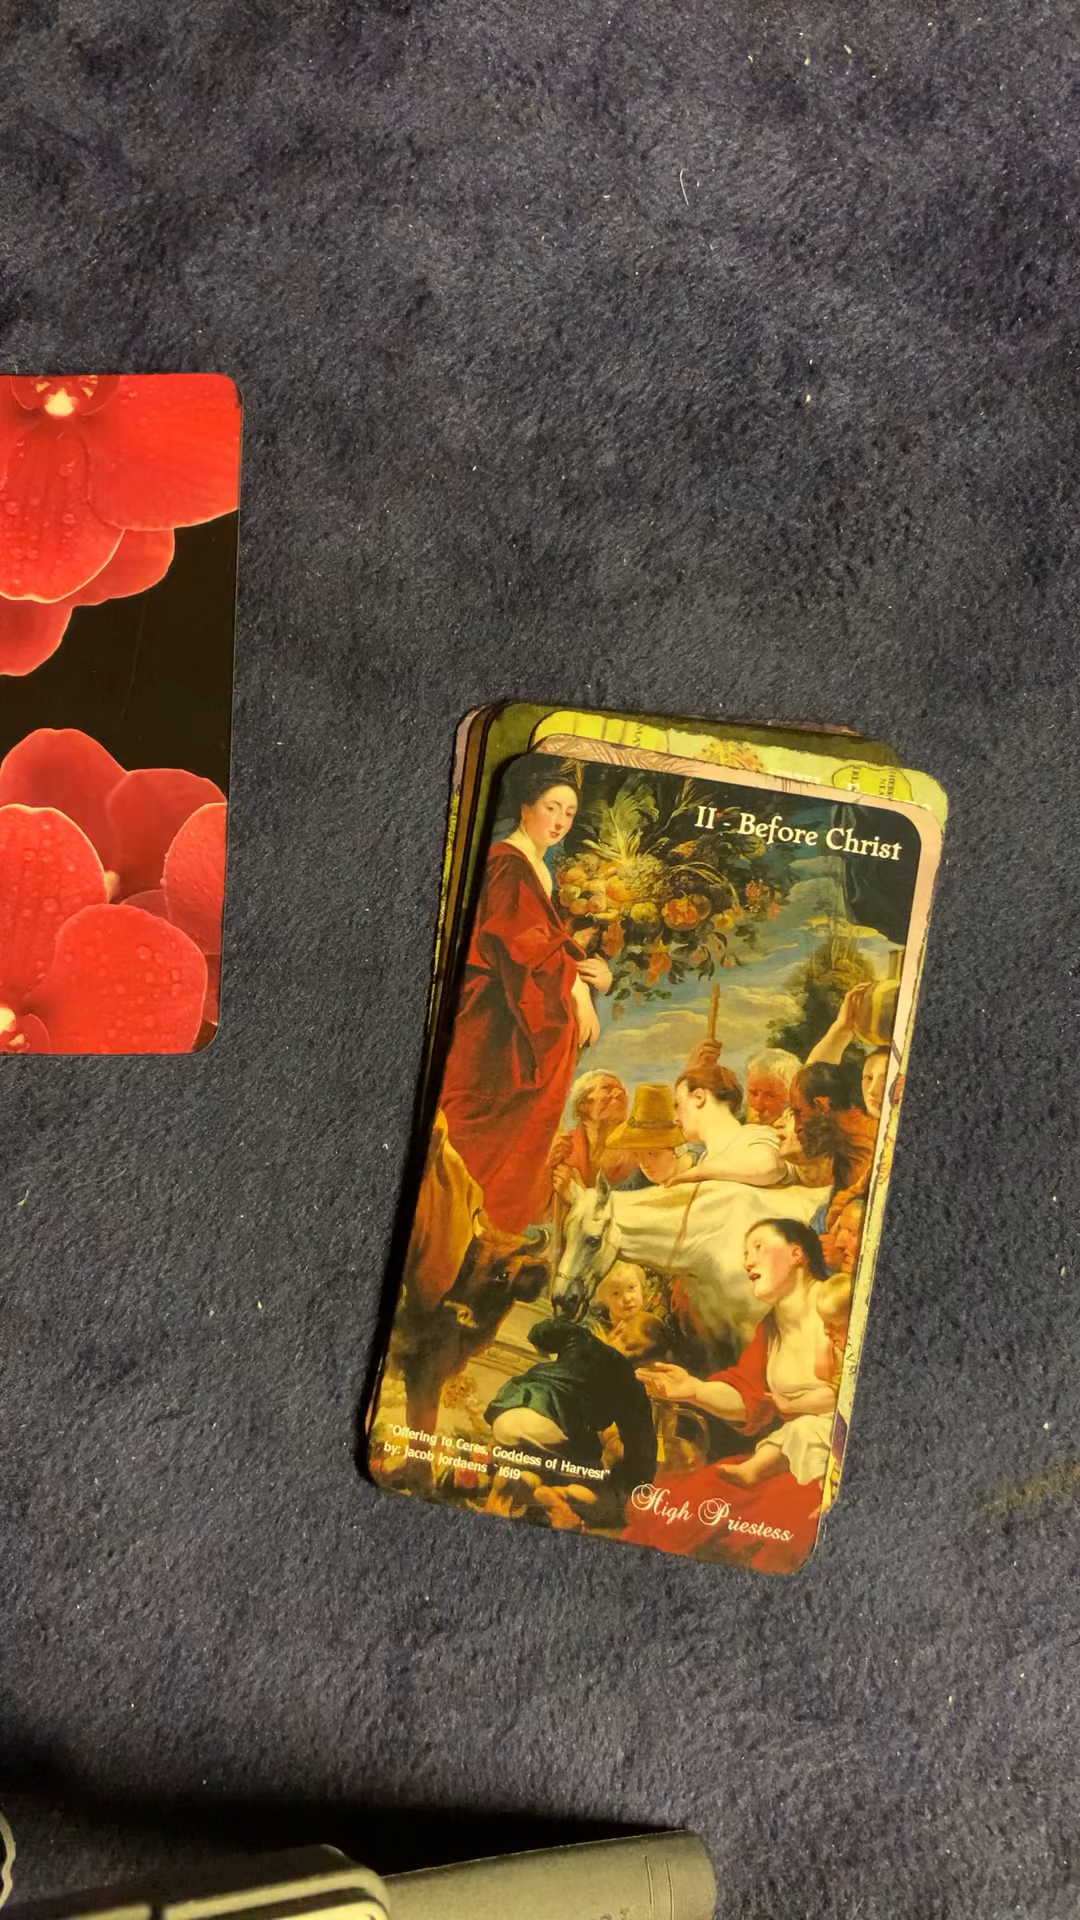 II - Before Christ
"Offering to Ceres, Goddess of Harvest"
by: Jacob Jordaens `1619
High Priestess